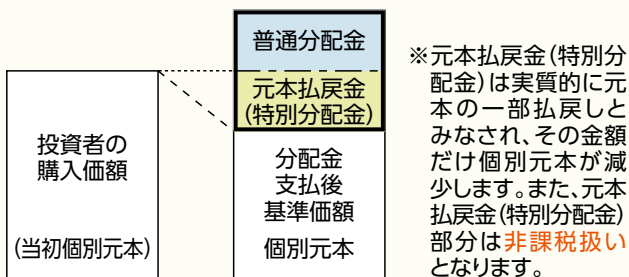 普通分配金
元本払戻金
(特別分配金)
投資者の
購入価額
(当初個別元本)
分配金
支払後
基準価額
個別元本
※元本払戻金(特別分
配金)は実質的に元
本の一部払戻しと
みなされ、その金額
だけ個別元本が減
少します。また、元本
払戻金(特別分配金)
部分は非課税扱い
となります。